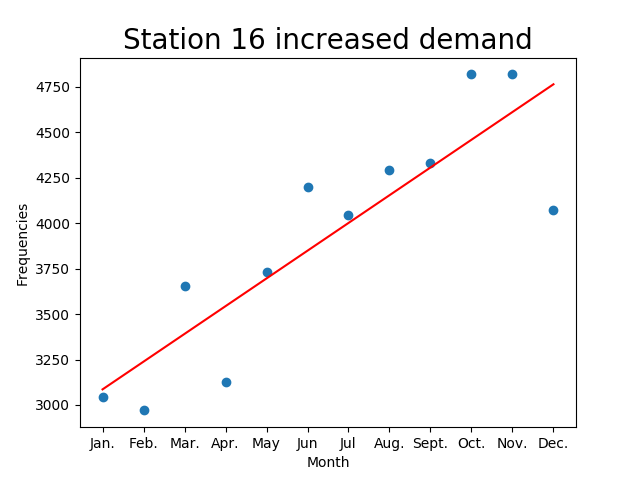 Station 16 increased demand
4750
4500
4250
4000
3750
3500
3250
3000
Frequencies
Jan. Feb. Mar. Apr. May Jun Jul Aug. Sept. Oct. Nov. Dec.
Month